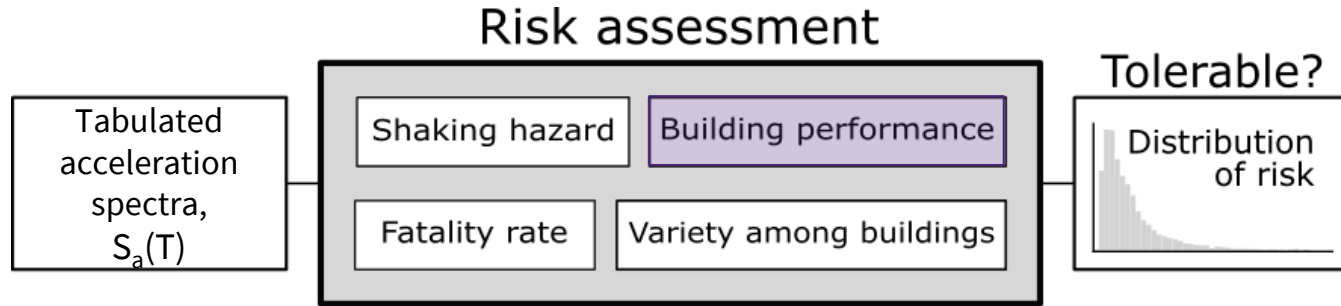 Risk assessment
Tabulated
acceleration
spectra,
Sₐ(T)
Shaking hazard
Building performance
Fatality rate
Variety among buildings
Tolerable?
Distribution
of risk